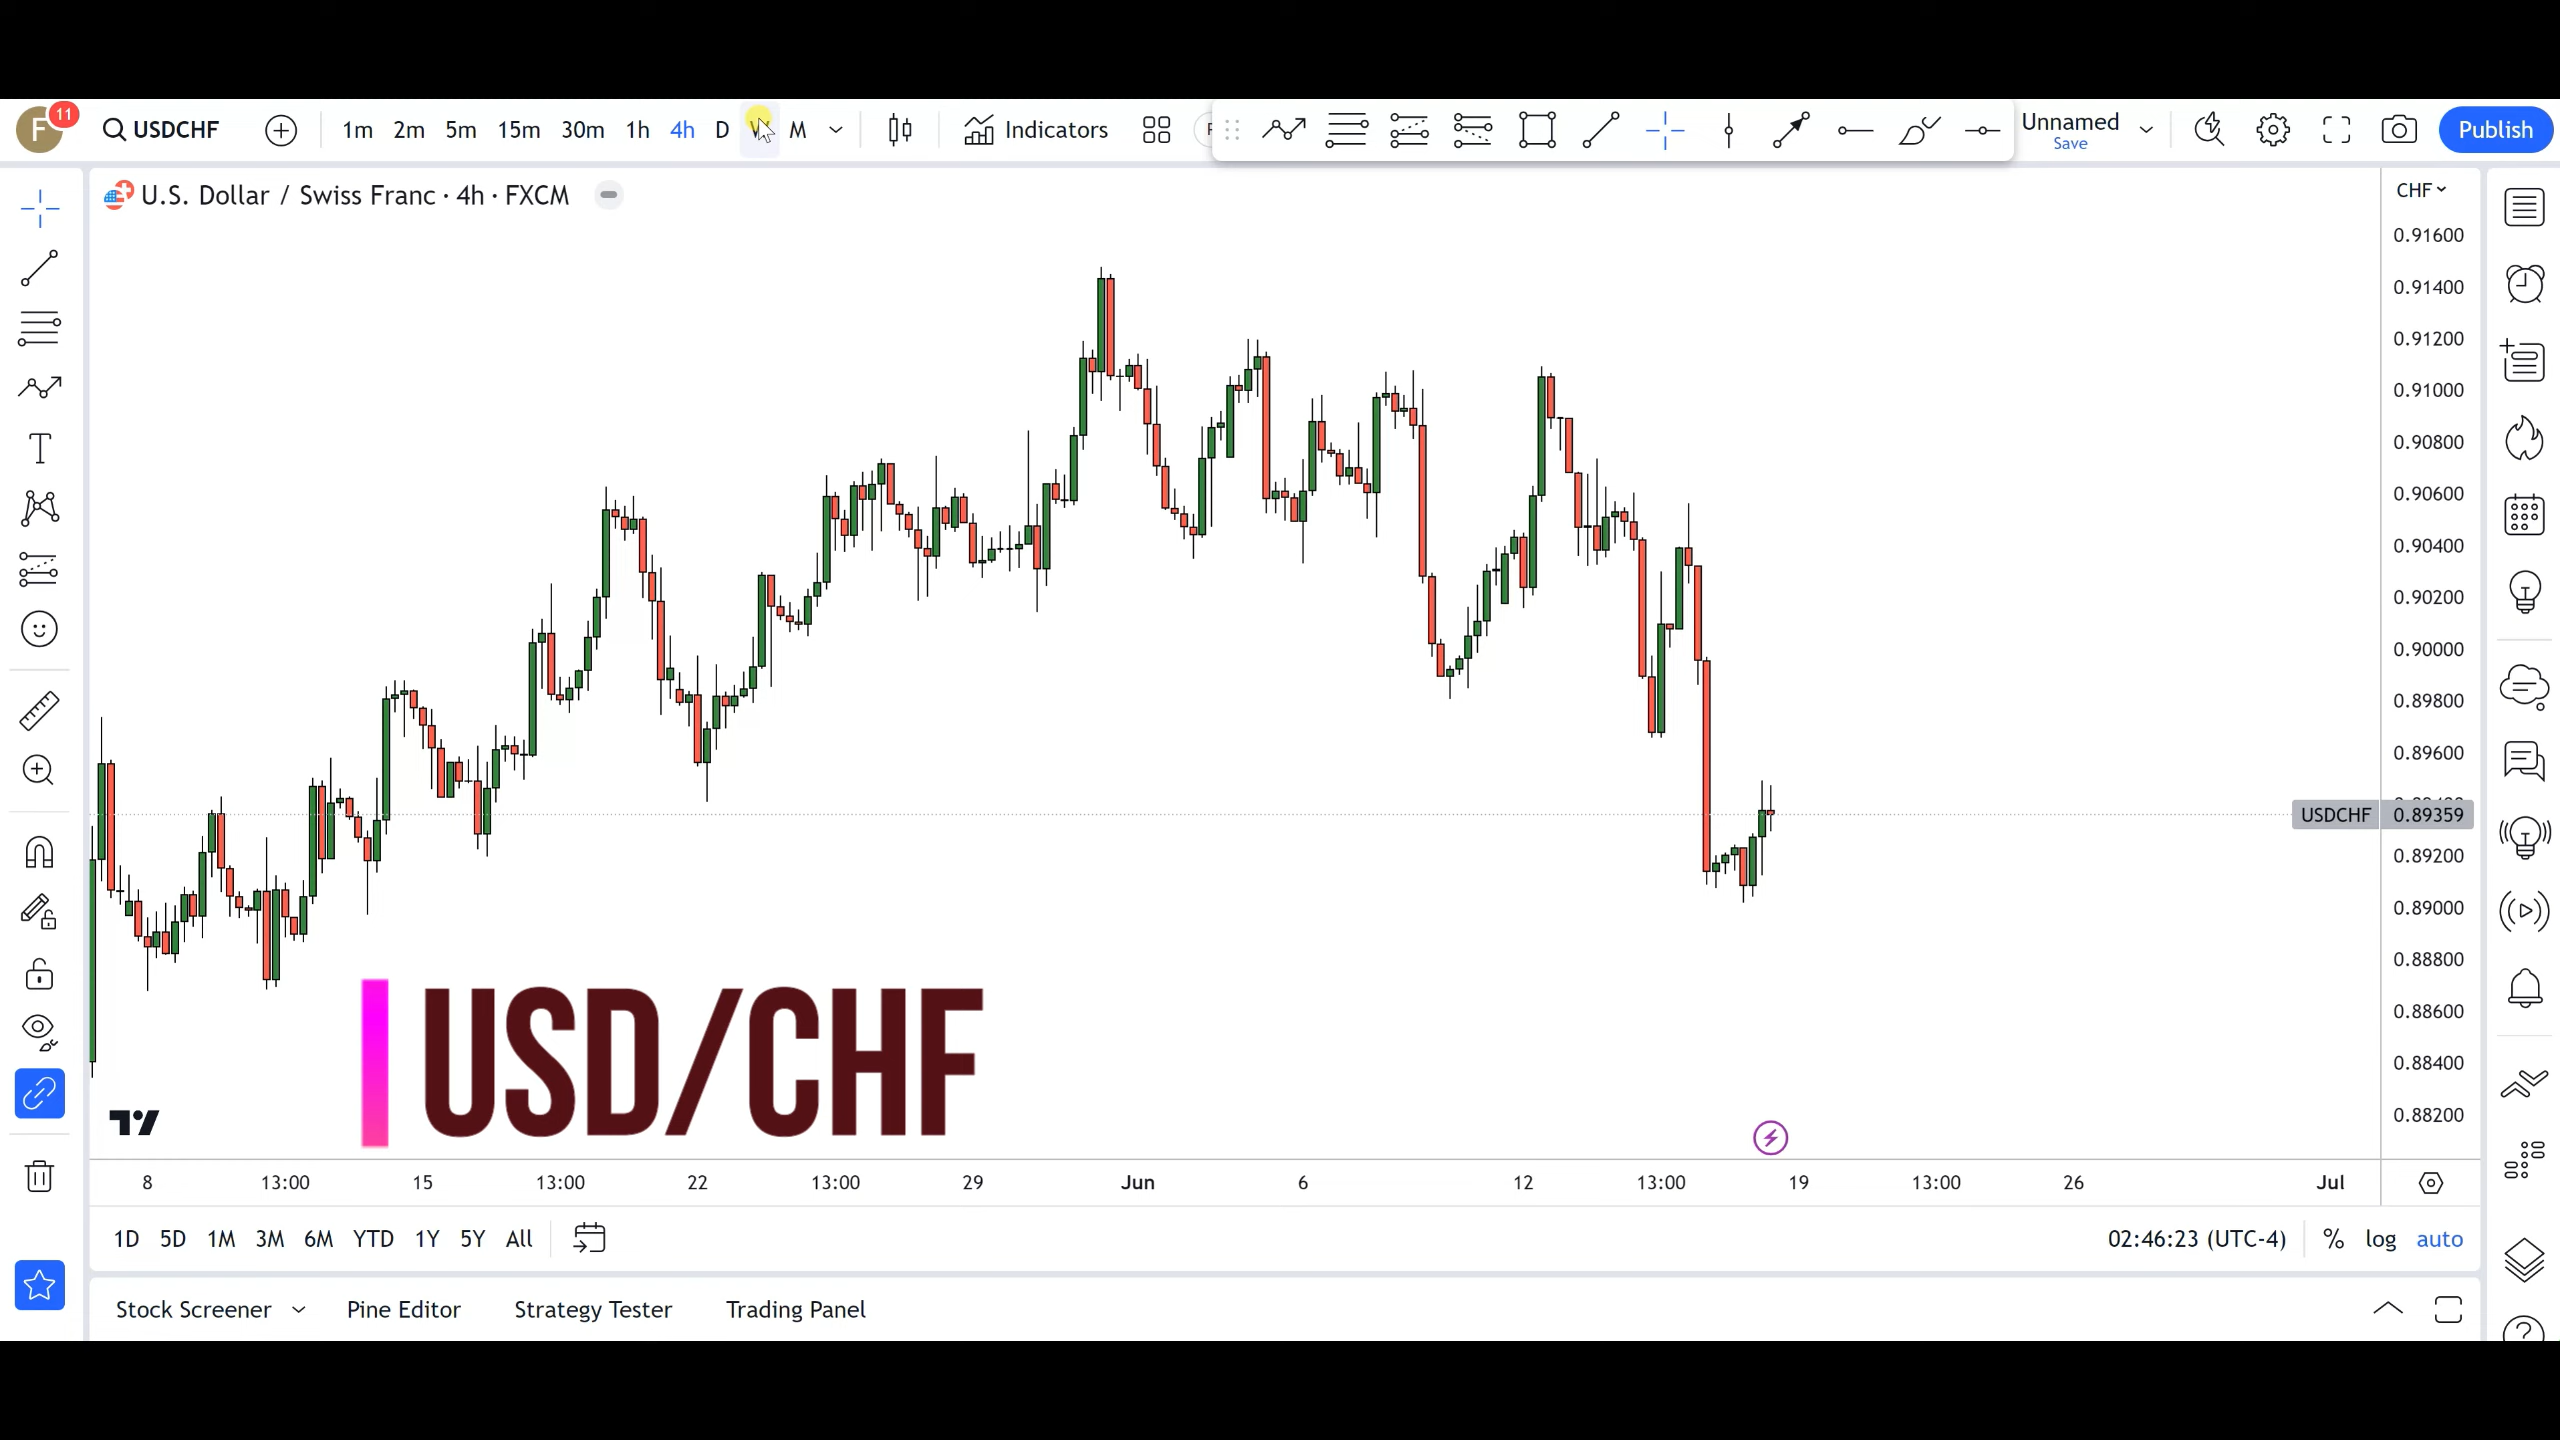 F 11 USDCHF 1m 2m 5m 15m 30m 1h 4h D W M Indicators Unnamed Publish
Save
U.S. Dollar / Swiss Franc · 4h · FXCM
CHF
0.91600
0.91400
0.91200
0.91000
0.90800
0.90600
0.90400
0.90200
0.90000
0.89800
0.89600
USDCHF 0.89359
0.89200
0.89000
0.88800
0.88600
0.88400
0.88200
USD/CHF
8 13:00 15 13:00 22 13:00 29 Jun 6 12 13:00 19 13:00 26 Jul
1D 5D 1M 3M 6M YTD 1Y 5Y All 02:46:23 (UTC-4) % log auto
Stock Screener Pine Editor Strategy Tester Trading Panel